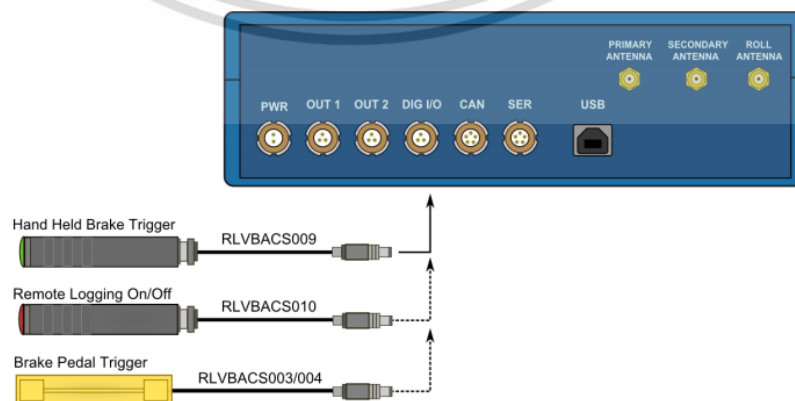 PRIMARY ANTENNA
SECONDARY ANTENNA
ROLL ANTENNA
PWR OUT 1 OUT 2 DIG I/O CAN SER USB
Hand Held Brake Trigger
RLVBACS009
Remote Logging On/Off
RLVBACS010
Brake Pedal Trigger
RLVBACS003/004